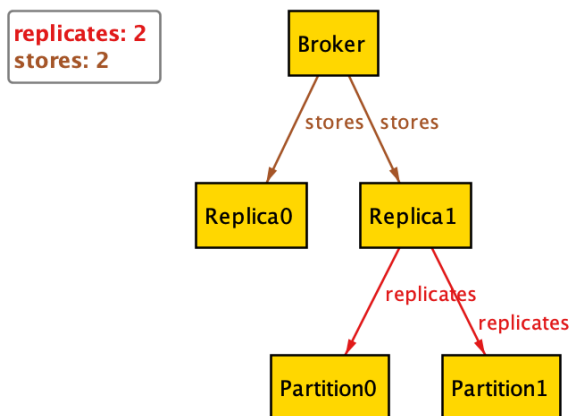 replicates: 2
stores: 2
Broker
stores stores
Replica0 Replica1
replicates
replicates
Partition0 Partition1